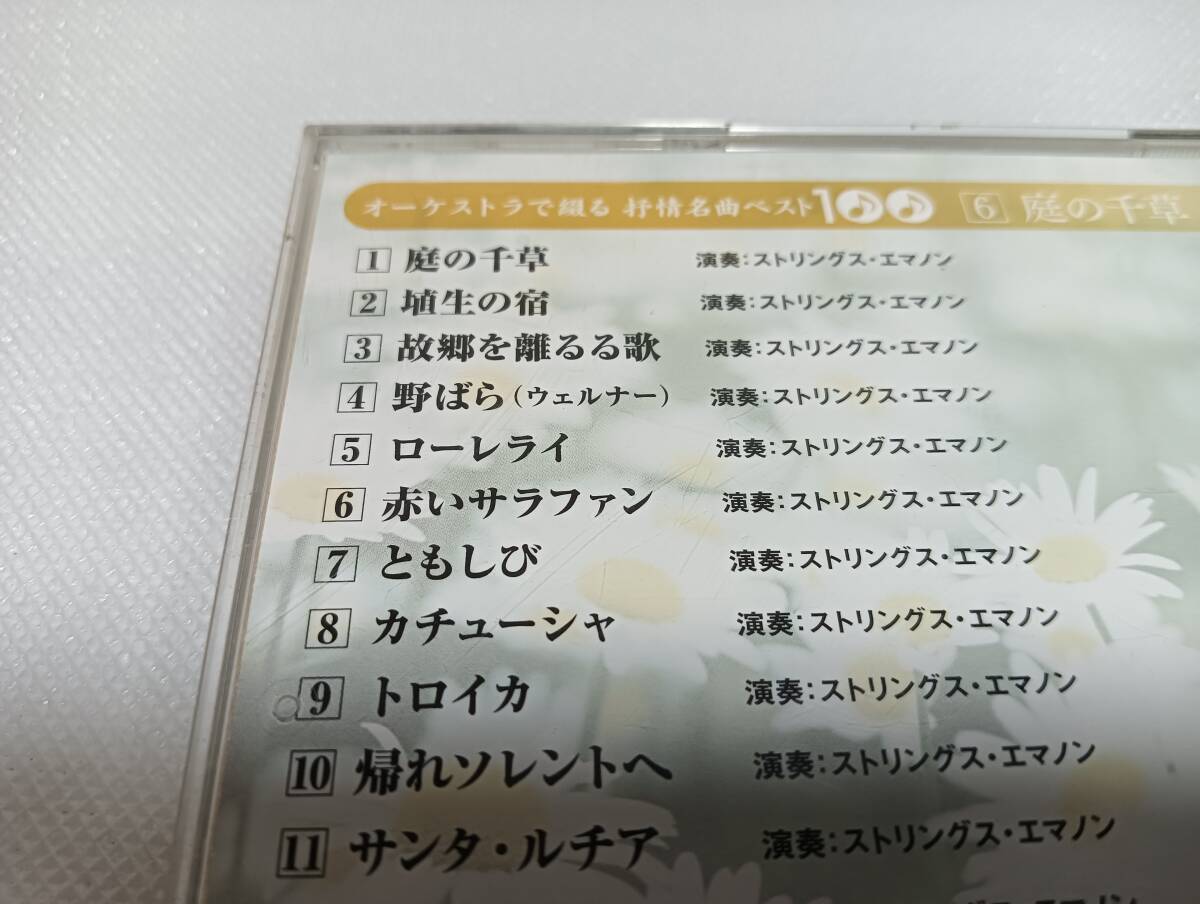 オーケストラで綴る 抒情名曲ベスト100 6 庭の千草
1 庭の千草 演奏:ストリングス・エマノン
2 埴生の宿 演奏:ストリングス・エマノン
3 故郷を離るる歌 演奏:ストリングス・エマノン
4 野ばら(ウェルナー) 演奏:ストリングス・エマノン
5 ローレライ 演奏:ストリングス・エマノン
6 赤いサラファン 演奏:ストリングス・エマノン
7 ともしび 演奏:ストリングス・エマノン
8 カチューシャ 演奏:ストリングス・エマノン
9 トロイカ 演奏:ストリングス・エマノン
10 帰れソレントへ 演奏:ストリングス・エマノン
11 サンタ・ルチア 演奏:ストリングス・エマノン